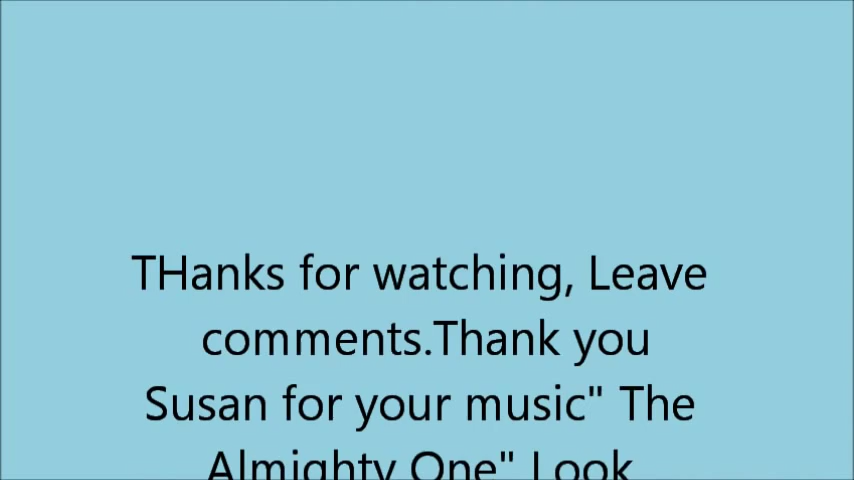 THanks for watching, Leave
comments.Thank you
Susan for your music" The
Almighty One" Look